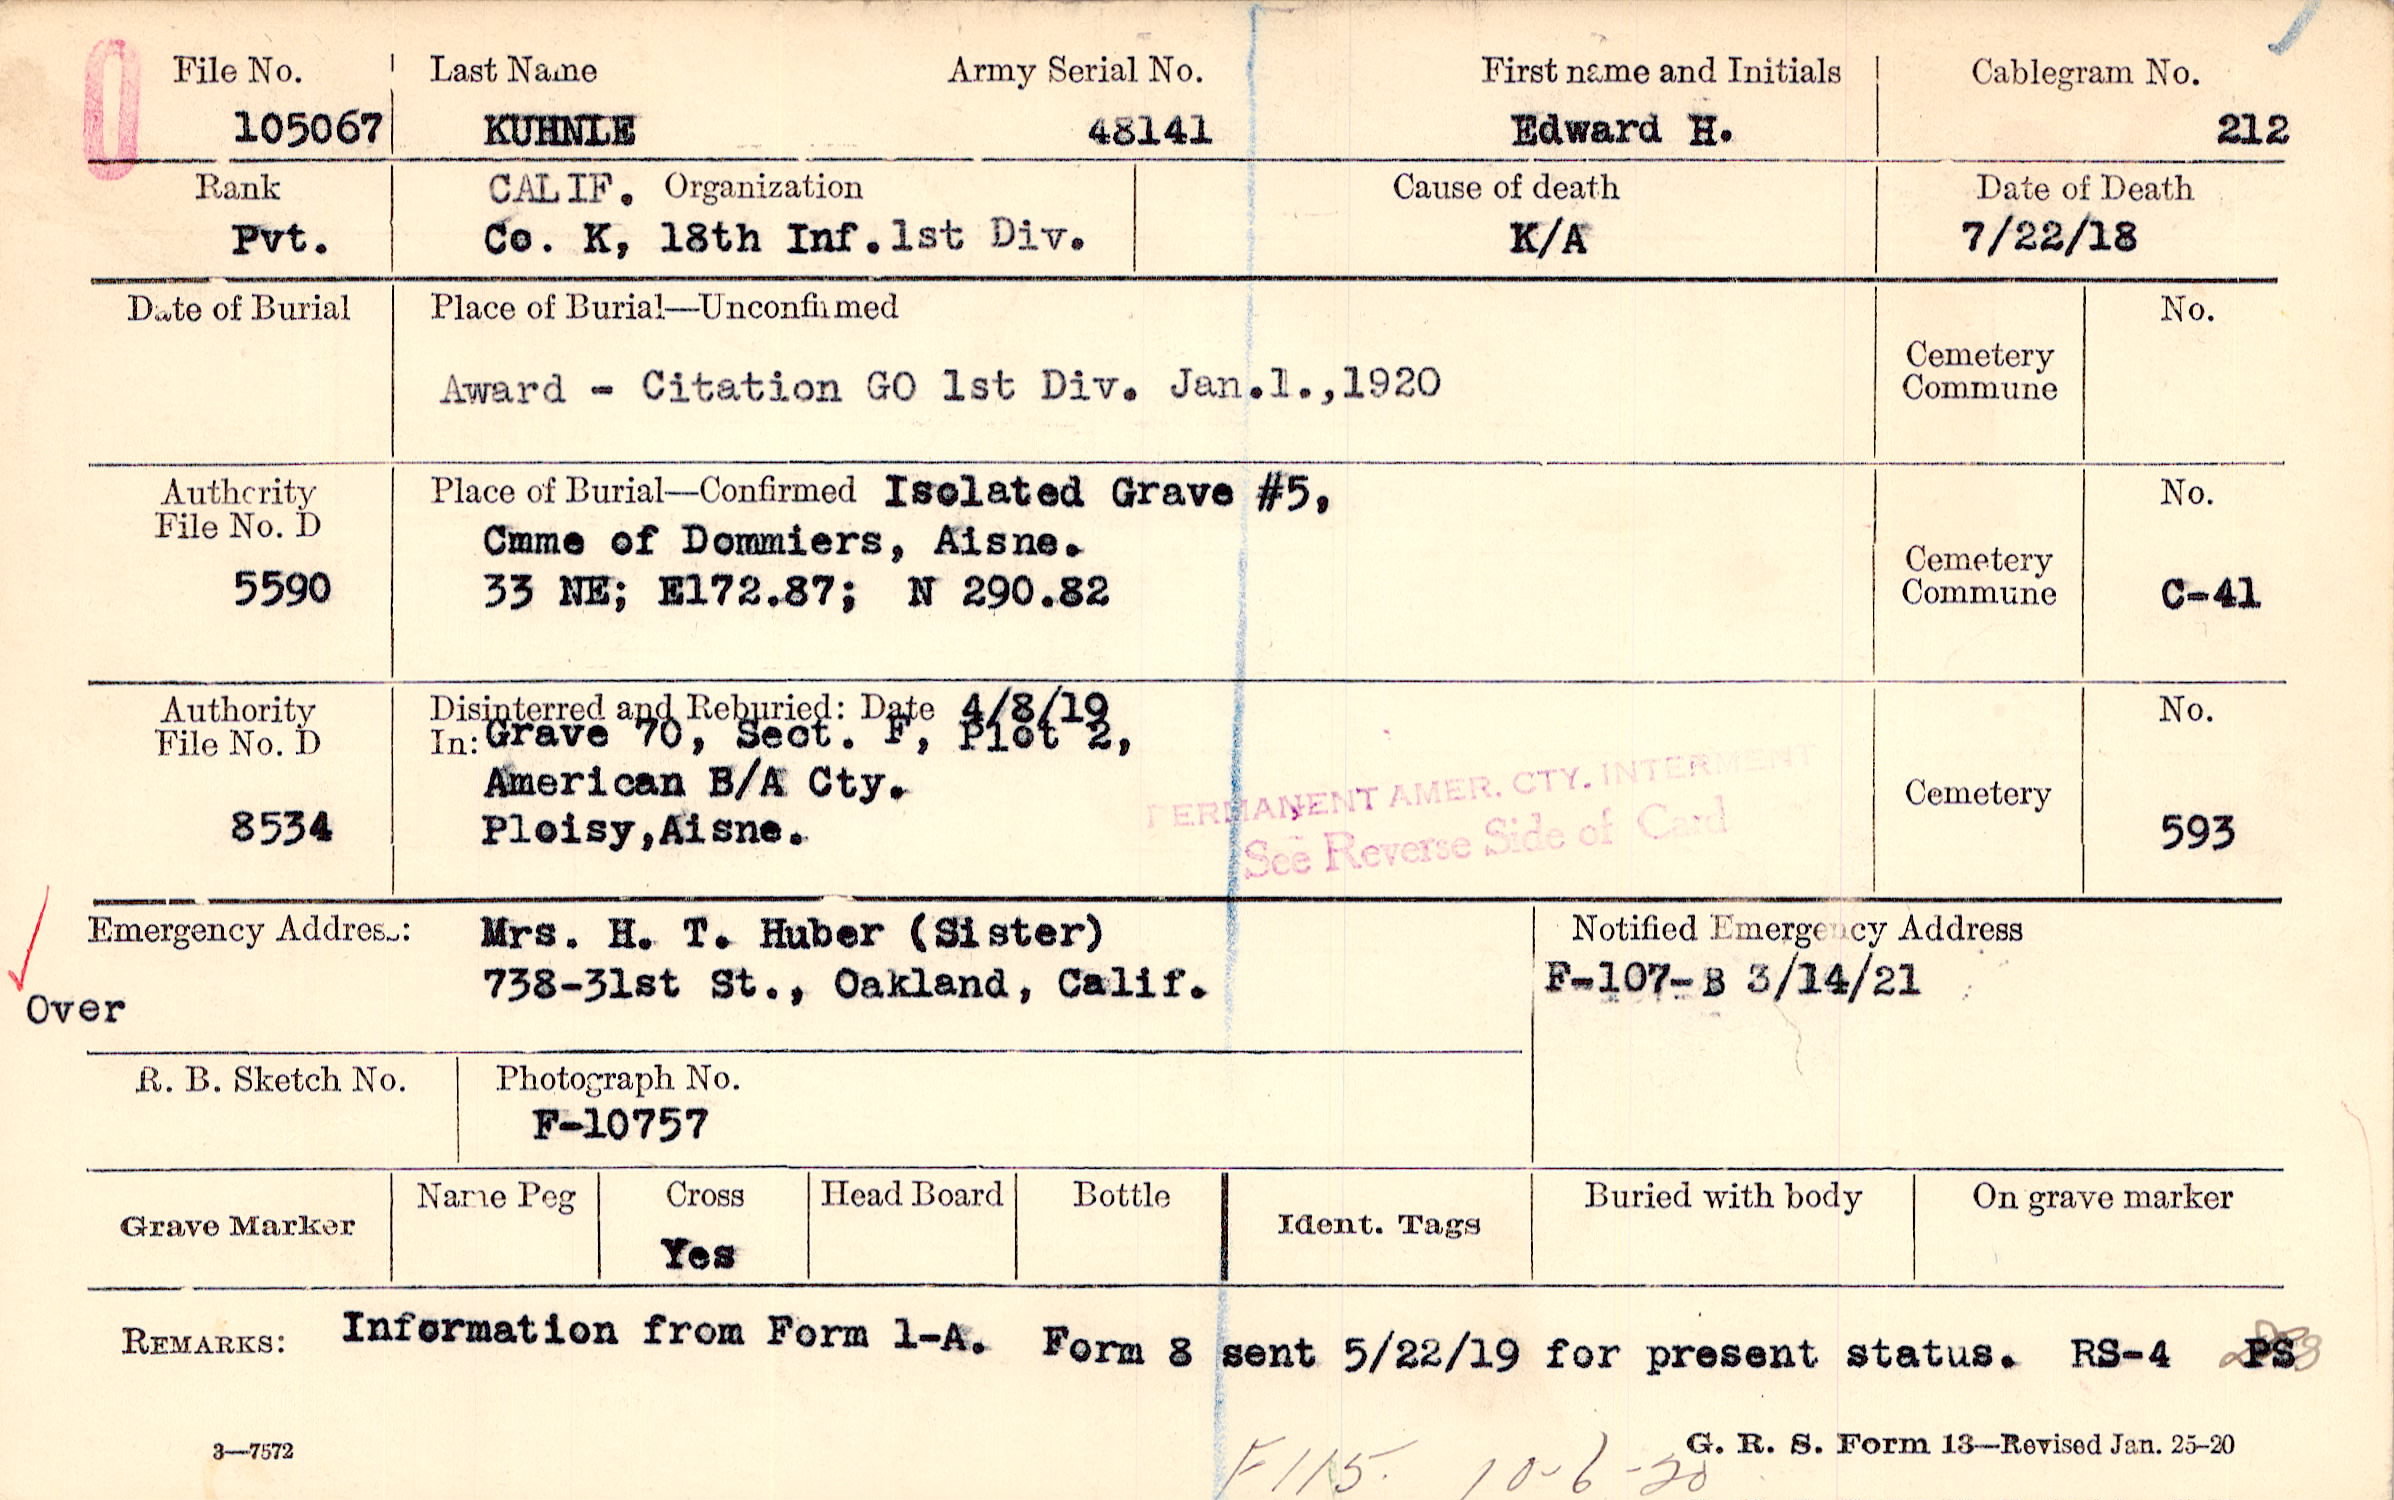 File No. Last Name Army Serial No. First name and Initials Cablegram No.
105067 KUHNLE 48141 Edward H. 212
Rank CALIF. Organization Cause of death Date of Death
Pvt. Co. K, 18th Inf. 1st Div. K/A 7/22/18
Date of Burial Place of Burial—Unconfirmed No.
Cemetery
Commune
Award - Citation GO 1st Div. Jan.1.,1920
Authority Place of Burial—Confirmed Isolated Grave #5, No.
File No. D
Cmme of Dommiers, Aisne.
Cemetery
5590 33 NE; E172.87; N 290.82 Commune C-41
Authority Disinterred and Reburied: Date 4/8/19 No.
File No. D In: Grave 70, Sect. F, Plot 2,
American B/A Cty.
PERMANENT AMER. CTY. INTERMENT
Cemetery
8534 Ploisy,Aisne. See Reverse Side of Card 593
Emergency Address: Mrs. H. T. Huber (Sister) Notified Emergency Address
738-31st St., Oakland, Calif. F-107-B 3/14/21
Over
R. B. Sketch No. Photograph No.
F-10757
Grave Marker Name Peg Cross Head Board Bottle Ident. Tags Buried with body On grave marker
Yes
REMARKS: Information from Form 1-A. Form 8 sent 5/22/19 for present status. RS-4 PS
3—7572 G. R. S. Form 13—Revised Jan. 25-20
F115. 10-6-20